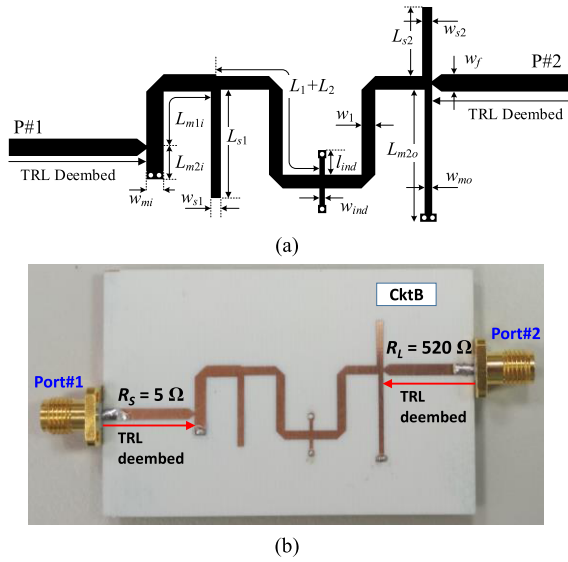 L_{s2}
w_{s2}
P#1
L_{m1i}
L_1+L_2
w_f
P#2
TRL Deembed
L_{s1}
w_1
L_{m2i}
l_{ind}
L_{m2o}
TRL Deembed
w_{mi}
w_{s1}
w_{ind}
w_{mo}
(a)
CktB
Port#2
Port#1
R_S = 5 Ω
R_L = 520 Ω
TRL
deembed
TRL
deembed
(b)